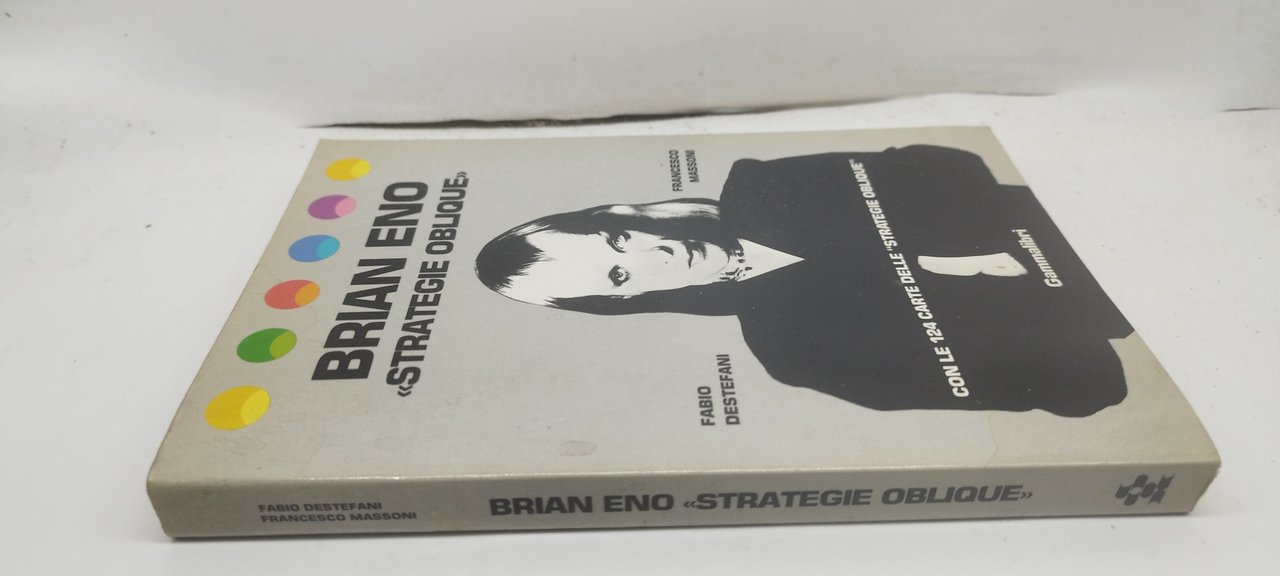 BRIAN ENO
«STRATEGIE OBLIQUE»
FABIO
DESTEFANI
FRANCESCO
MASSONI
CON LE 124 CARTE DELLE "STRATEGIE OBLIQUE"
Gammalibri
FABIO DESTEFANI
FRANCESCO MASSONI
BRIAN ENO «STRATEGIE OBLIQUE»